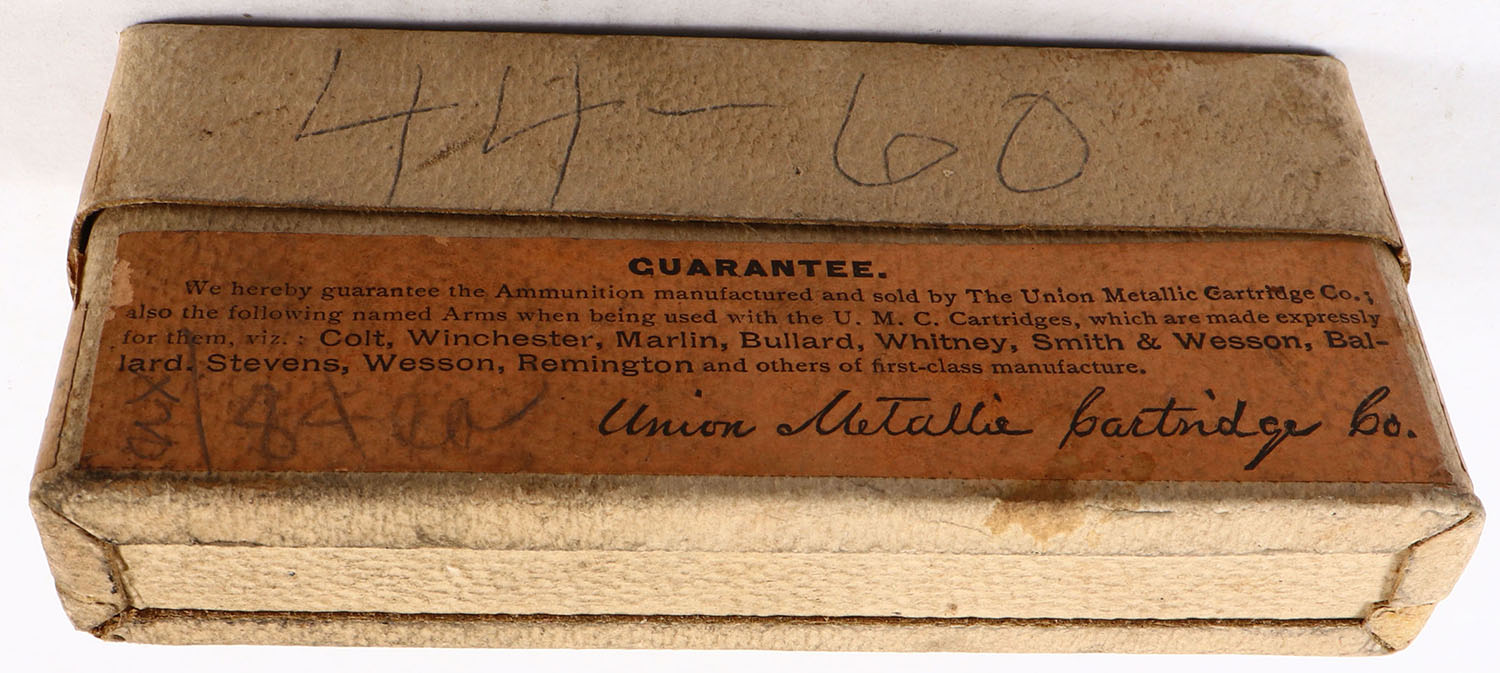 44-60
GUARANTEE.
We hereby guarantee the Ammunition manufactured and sold by The Union Metallic Cartridge Co.;
also the following named Arms when being used with the U. M. C. Cartridges, which are made expressly
for them, viz.: Colt, Winchester, Marlin, Bullard, Whitney, Smith & Wesson, Bal-
lard. Stevens, Wesson, Remington and others of first-class manufacture.
Union Metallic Cartridge Co.